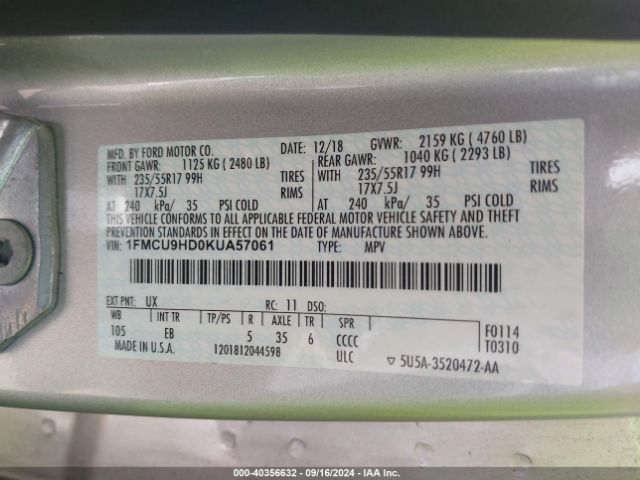 MFD. BY FORD MOTOR CO. DATE: 12/18 GVWR: 2159 KG ( 4760 LB)
FRONT GAWR: 1125 KG ( 2480 LB) REAR GAWR: 1040 KG ( 2293 LB)
WITH 235/55R17 99H TIRES WITH 235/55R17 99H TIRES
17X7.5J RIMS 17X7.5J RIMS
AT 240 kPa/ 35 PSI COLD AT 240 kPa/ 35 PSI COLD
THIS VEHICLE CONFORMS TO ALL APPLICABLE FEDERAL MOTOR VEHICLE SAFETY AND THEFT
PREVENTION STANDARDS IN EFFECT ON THE DATE OF MANUFACTURE SHOWN ABOVE.
VIN: 1FMCU9HD0KUA57061 TYPE: MPV
EXT PNT: UX RC: 11 DSO:
WB INT TR TP/PS R AXLE TR SPR
105 EB 5 35 6 CCCC
F0114
T0310
MADE IN U.S.A. 1201812044598 ULC ▽ 5U5A-3520472-AA
000-40356632 - 09/16/2024 - IAA Inc.